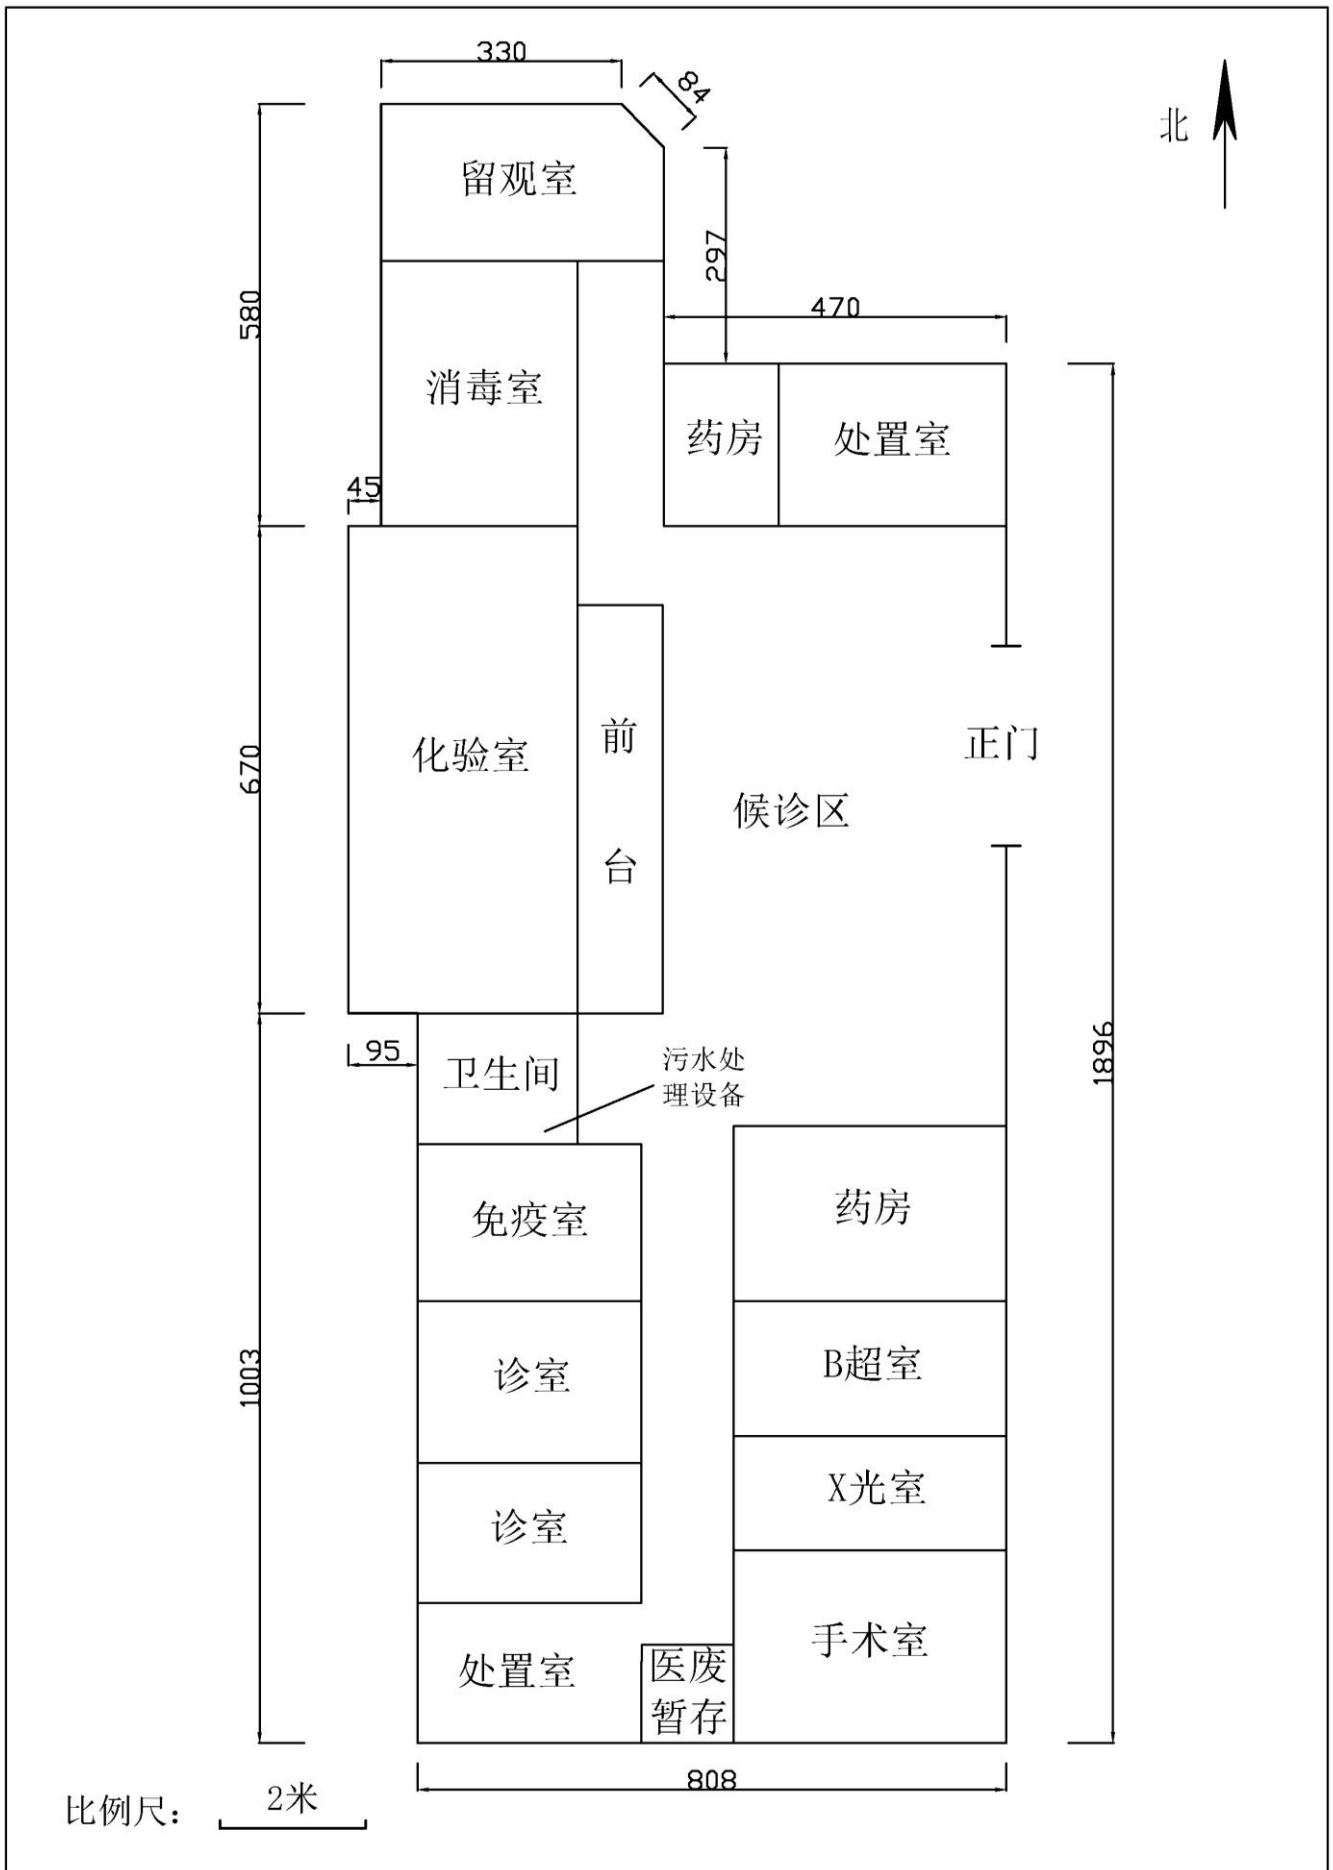 330
84
北
留观室
297
580
470
消毒室
药房
处置室
45
前
正门
化验室
670
候诊区
台
95
卫生间
污水处
理设备
1896
免疫室
药房
1003
诊室
B超室
X光室
诊室
手术室
处置室
医废
暂存
808
比例尺：
2米